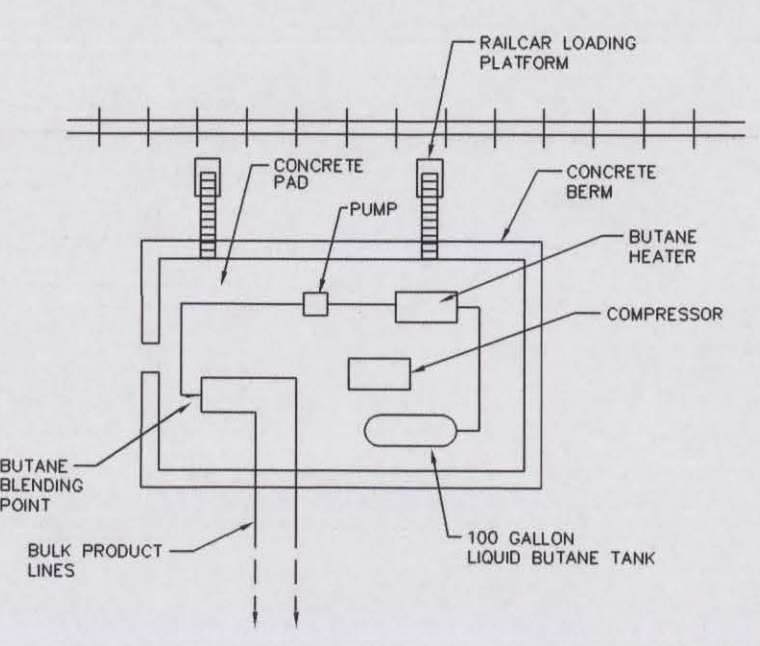 RAILCAR LOADING
PLATFORM
CONCRETE
PAD
CONCRETE
BERM
PUMP
BUTANE
HEATER
COMPRESSOR
BUTANE
BLENDING
POINT
100 GALLON
LIQUID BUTANE TANK
BULK PRODUCT
LINES